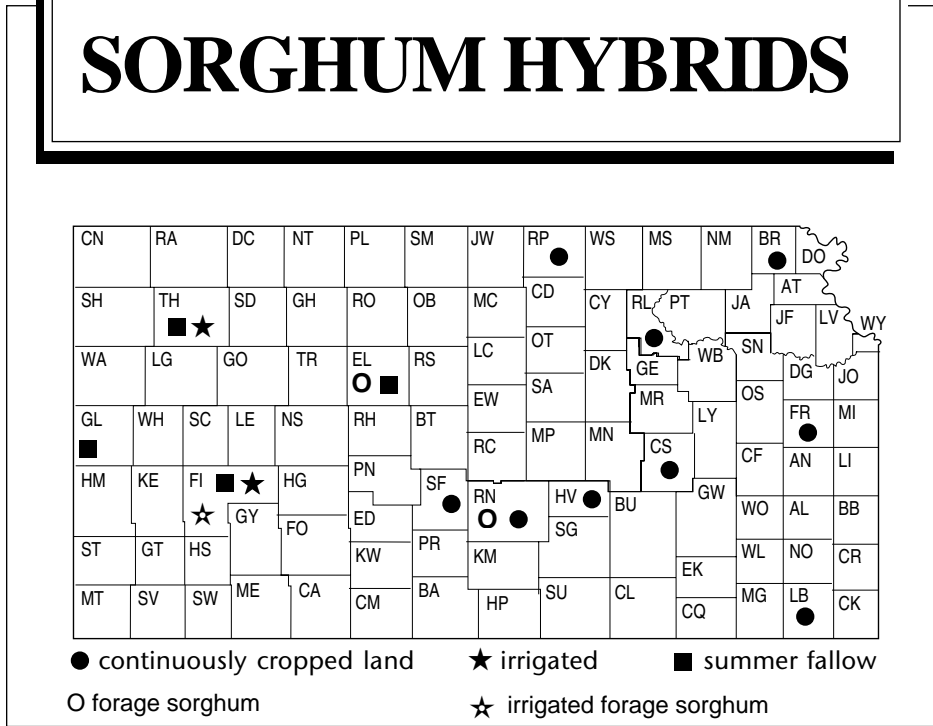 SORGHUM HYBRIDS
CN RA DC NT PL SM JW RP WS MS NM BR DO
CD AT
SH TH SD GH RO OB MC CY RL PT JA JF LV WY
OT
WA LG GO TR EL RS LC DK GE WB SN DG JO
O
EW SA MR OS
GL WH SC LE NS RH BT LY FR MI
RC MP MN CS CF AN LI
HM KE FI HG PN SF RN HV BU GW
GY FO ED O SG WO AL BB
ST GT HS KW PR KM WL NO CR
EK
MT SV SW ME CA CM BA HP SU CL CQ MG LB CK
continuously cropped land irrigated summer fallow
O forage sorghum irrigated forage sorghum